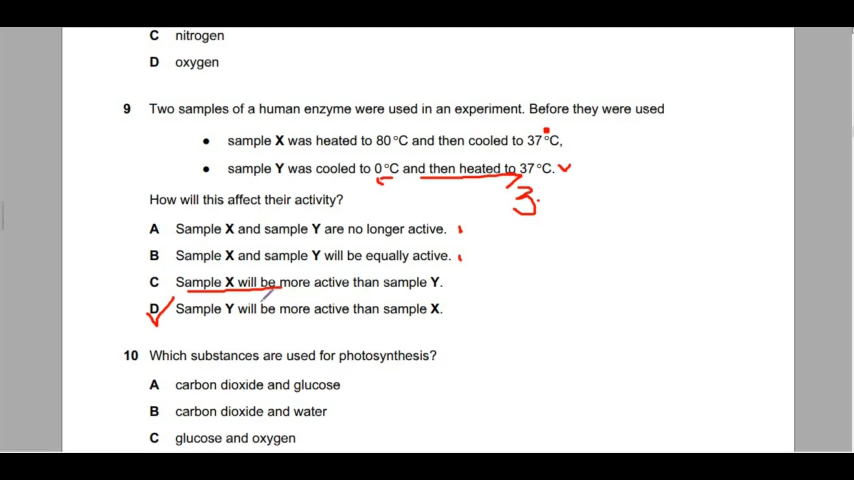 C nitrogen
D oxygen
9 Two samples of a human enzyme were used in an experiment. Before they were used
• sample X was heated to 80 °C and then cooled to 37 °C,
• sample Y was cooled to 0 °C and then heated to 37 °C.
3
How will this affect their activity?
A Sample X and sample Y are no longer active.
B Sample X and sample Y will be equally active.
C Sample X will be more active than sample Y.
D Sample Y will be more active than sample X.
10 Which substances are used for photosynthesis?
A carbon dioxide and glucose
B carbon dioxide and water
C glucose and oxygen